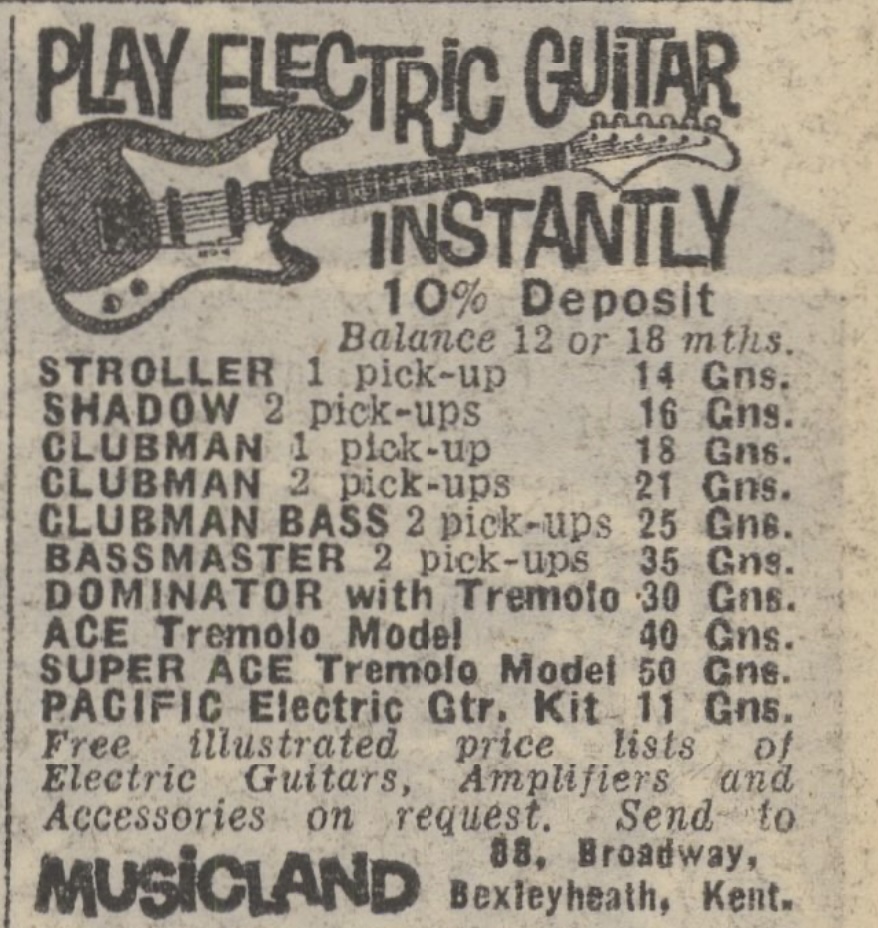 PLAY ELECTRIC GUITAR
INSTANTLY
10% Deposit
Balance 12 or 18 mths.
STROLLER 1 pick-up 14 Gns.
SHADOW 2 pick-ups 16 Gns.
CLUBMAN 1 pick-up 18 Gns.
CLUBMAN 2 pick-ups 21 Gns.
CLUBMAN BASS 2 pick-ups 25 Gns.
BASSMASTER 2 pick-ups 35 Gns.
DOMINATOR with Tremolo 30 Gns.
ACE Tremolo Model 40 Gns.
SUPER ACE Tremolo Model 50 Gns.
PACIFIC Electric Gtr. Kit 11 Gns.
Free illustrated price lists of
Electric Guitars, Amplifiers and
Accessories on request. Send to
MUSICLAND
88, Broadway,
Bexleyheath, Kent.